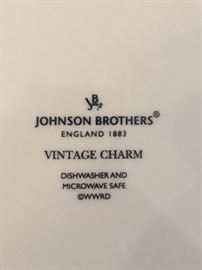 JOHNSON BROTHERS®
ENGLAND 1883
VINTAGE CHARM
DISHWASHER AND
MICROWAVE SAFE
©WWRD